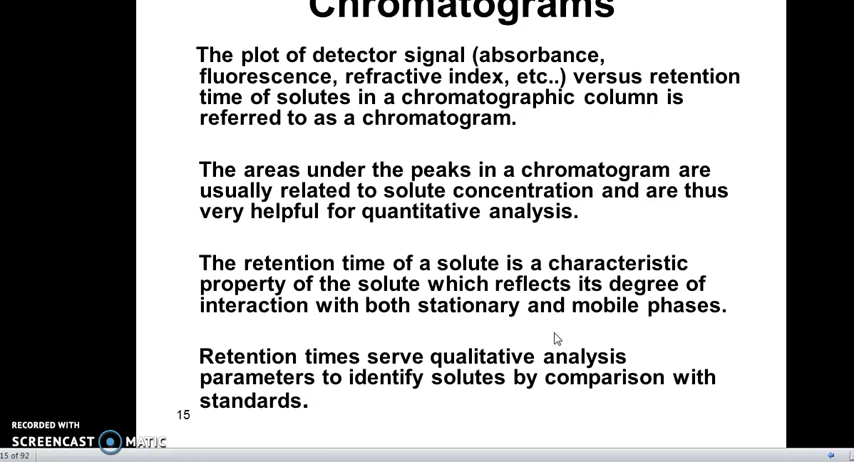 Chromatograms
The plot of detector signal (absorbance,
fluorescence, refractive index, etc..) versus retention
time of solutes in a chromatographic column is
referred to as a chromatogram.
The areas under the peaks in a chromatogram are
usually related to solute concentration and are thus
very helpful for quantitative analysis.
The retention time of a solute is a characteristic
property of the solute which reflects its degree of
interaction with both stationary and mobile phases.
Retention times serve qualitative analysis
parameters to identify solutes by comparison with
standards.
15
RECORDED WITH
SCREENCAST MATIC
15 of 92